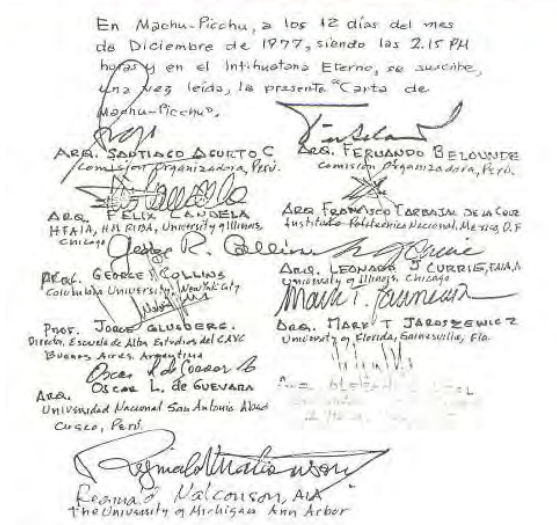 En Machu-Picchu, a los 12 días del mes
de Diciembre de 1977, siendo las 2.15 PM
horas y en el Intihuatana Eterno, se suscribe,
una vez leída, la presente "Carta de
Machu-Picchu".
ARQ. SANTIAGO AGURTO C
Comisión Organizadora, Perú.
ARQ. FERNANDO BELAUNDE
Comisión Organizadora, Perú.
ARQ. FELIX CANDELA
HFAIA, University of Illinois,
Chicago
ARQ FRANCISCO CARBAJAL DE LA CRUZ
Instituto Politécnico Nacional, Mexico, D.F
George R. Collins
ARQ. GEORGE COLLINS
Columbia University, New York City
ARQ. LEONARD J CURRIE, FAIA,
University of Illinois, Chicago
PROF. JORGE GLUSBERG.
Director, Escuela de Altos Estudios del CAYC
Buenos Aires. Argentina
Mark T.
ARQ. MARK T JAROSZEWICZ
University of Florida, Gainesville, Fla.
ARQ. OSCAR L. de GUEVARA
Universidad Nacional San Antonio Abad
Cusco, Perú.
Reginald Malcolmson, AIA
The University of Michigan Ann Arbor